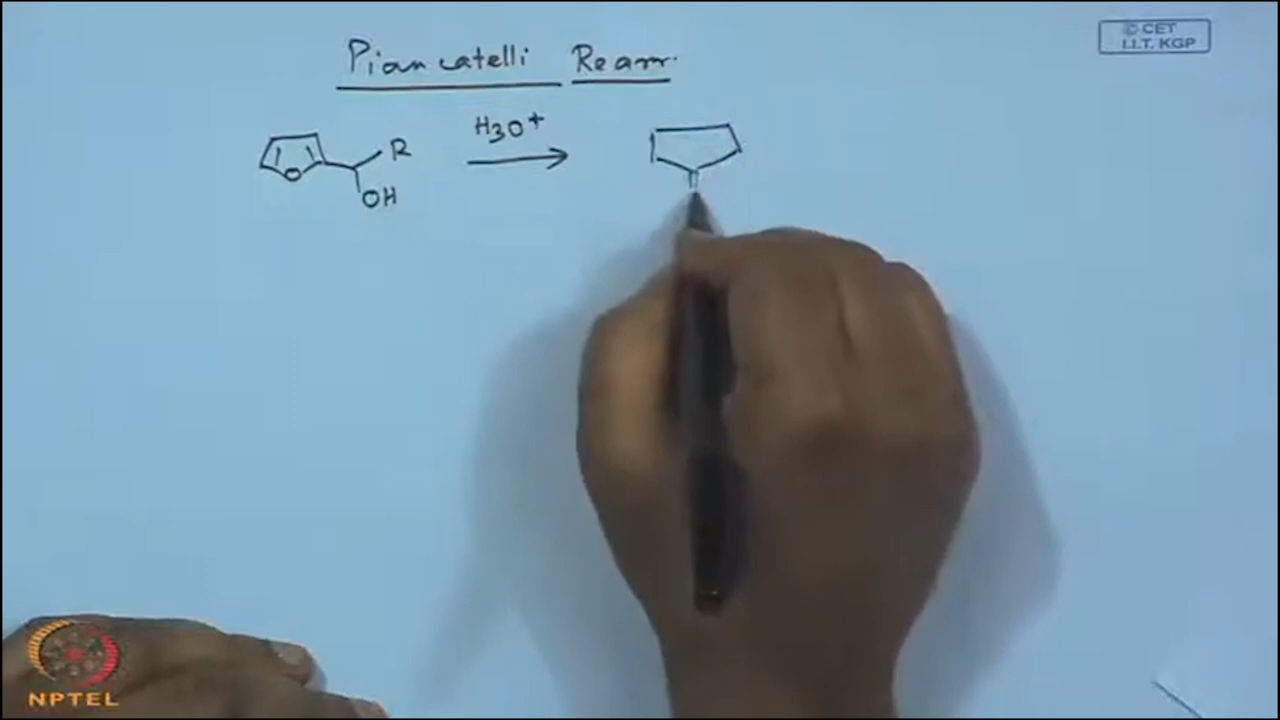 © CET
I.I.T. KGP
Piancatelli Rearr.
H3O+
R
O
OH
NPTEL